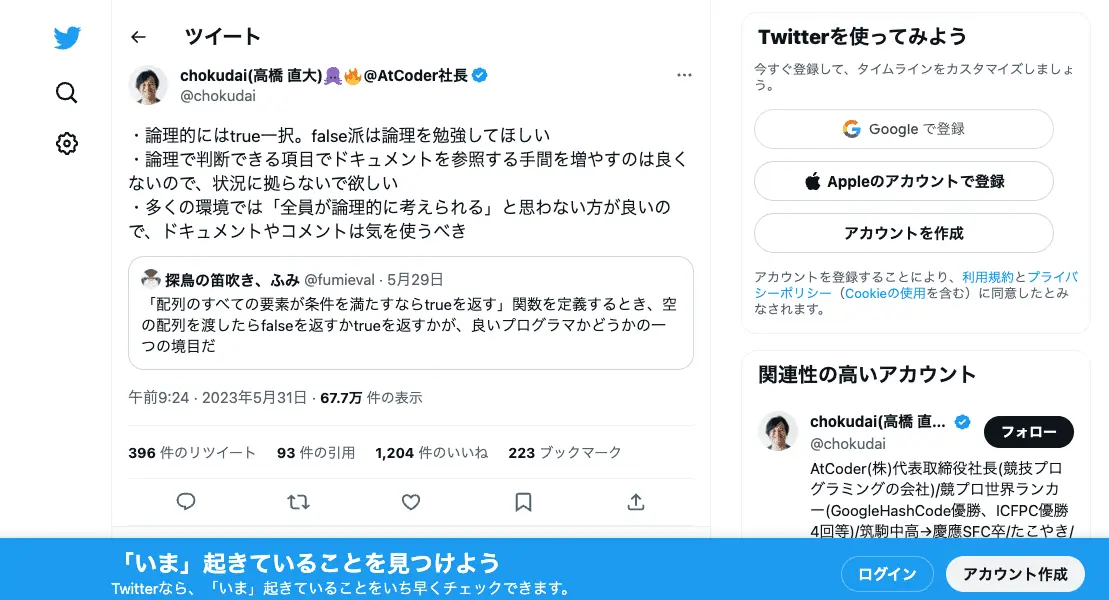 ツイート
chokudai(高橋 直大)🐙🔥@AtCoder社長
@chokudai
・論理的にはtrue一択。false派は論理を勉強してほしい
・論理で判断できる項目でドキュメントを参照する手間を増やすのは良く
ないので、状況に拠らないで欲しい
・多くの環境では「全員が論理的に考えられる」と思わない方が良いの
で、ドキュメントやコメントは気を使うべき
探鳥の笛吹き、ふみ @fumieval · 5月29日
「配列のすべての要素が条件を満たすならtrueを返す」関数を定義するとき、空
の配列を渡したらfalseを返すかtrueを返すかが、良いプログラマかどうかの一
つの境目だ
午前9:24 · 2023年5月31日 · 67.7万 件の表示
396 件のリツイート 93 件の引用 1,204 件のいいね 223 ブックマーク
Twitterを使ってみよう
今すぐ登録して、タイムラインをカスタマイズしましょ
う。
Google で登録
Appleのアカウントで登録
アカウントを作成
アカウントを登録することにより、利用規約とプライバ
シーポリシー（Cookieの使用を含む）に同意したとみ
なされます。
関連性の高いアカウント
chokudai(高橋 直...
@chokudai
フォロー
AtCoder(株)代表取締役社長(競技プロ
グラミングの会社)/競プロ世界ランカ
ー(GoogleHashCode優勝、ICFPC優勝
4回等)/筑駒中高→慶應SFC卒/たこやき/
「いま」起きていることを見つけよう
Twitterなら、「いま」起きていることをいち早くチェックできます。
ログイン
アカウント作成